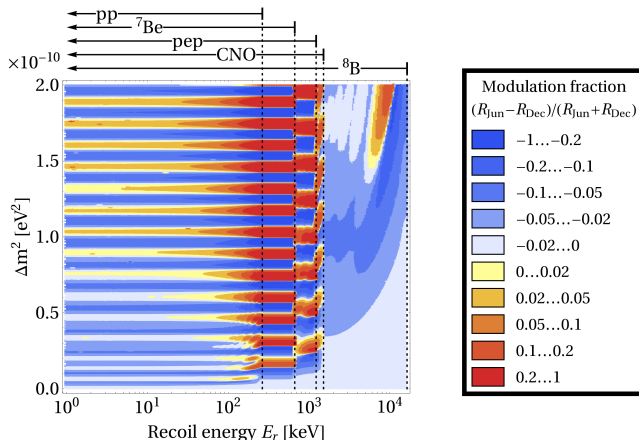 pp
⁷Be
pep
CNO
⁸B
×10⁻¹⁰
2.0
1.5
1.0
0.5
0.0
Δm² [eV²]
10⁰ 10¹ 10² 10³ 10⁴
Recoil energy Eᵣ [keV]
Modulation fraction
(R_Jun−R_Dec)/(R_Jun+R_Dec)
−1…−0.2
−0.2…−0.1
−0.1…−0.05
−0.05…−0.02
−0.02…0
0…0.02
0.02…0.05
0.05…0.1
0.1…0.2
0.2…1